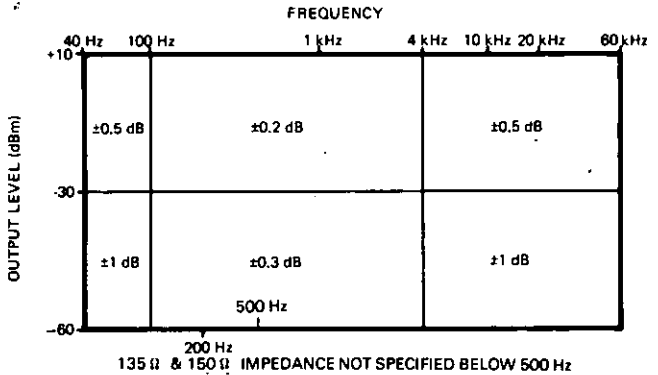 FREQUENCY
40 Hz 100 Hz 1 kHz 4 kHz 10 kHz 20 kHz 60 kHz
+10
±0.5 dB ±0.2 dB ±0.5 dB
OUTPUT LEVEL (dBm)
-30
±1 dB ±0.3 dB ±1 dB
500 Hz
-60
200 Hz
135 Ω & 150 Ω IMPEDANCE NOT SPECIFIED BELOW 500 Hz